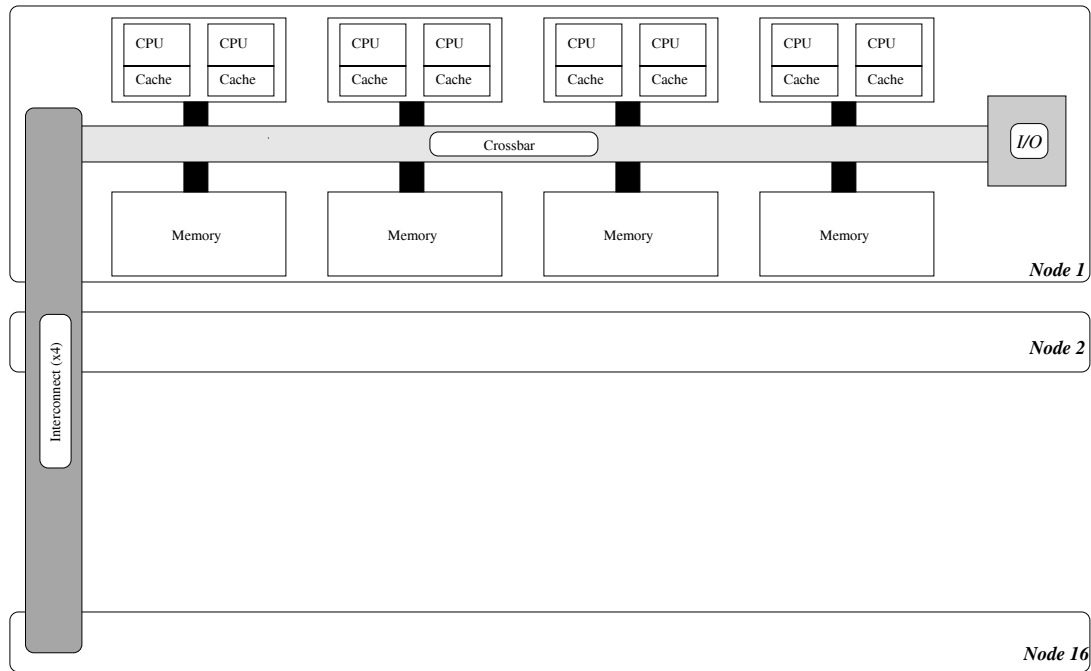 CPU CPU CPU CPU CPU CPU CPU CPU
Cache Cache Cache Cache Cache Cache Cache Cache
Crossbar
I/O
Memory Memory Memory Memory
Node 1
Interconnect (x4)
Node 2
Node 16